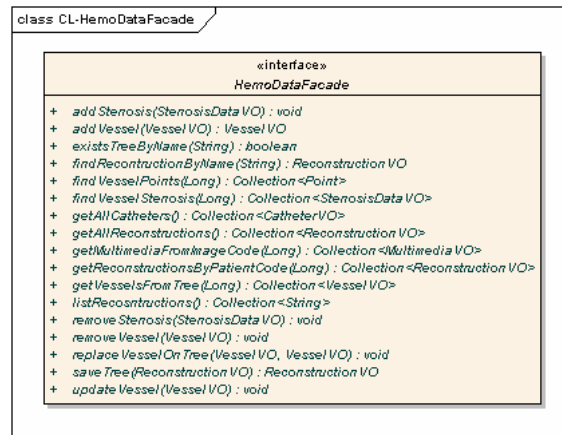 class CL-HemoDataFacade
«interface»
HemoDataFacade
+ addStenosis(StenosisDataVO) : void
+ addVessel(VesselVO) : VesselVO
+ existsTreeByName(String) : boolean
+ findRecontructionByName(String) : ReconstructionVO
+ findVesselPoints(Long) : Collection<Point>
+ findVesselStenosis(Long) : Collection<StenosisDataVO>
+ getAllCatheters() : Collection<CatheterVO>
+ getAllReconstructions() : Collection<ReconstructionVO>
+ getMultimediaFromImageCode(Long) : Collection<MultimediaVO>
+ getReconstructionsByPatientCode(Long) : Collection<ReconstructionVO>
+ getVesselsFromTree(Long) : Collection<VesselVO>
+ listRecosntructions() : Collection<String>
+ removeStenosis(StenosisDataVO) : void
+ removeVessel(VesselVO) : void
+ replaceVesselOnTree(VesselVO, VesselVO) : void
+ saveTree(ReconstructionVO) : ReconstructionVO
+ updateVessel(VesselVO) : void